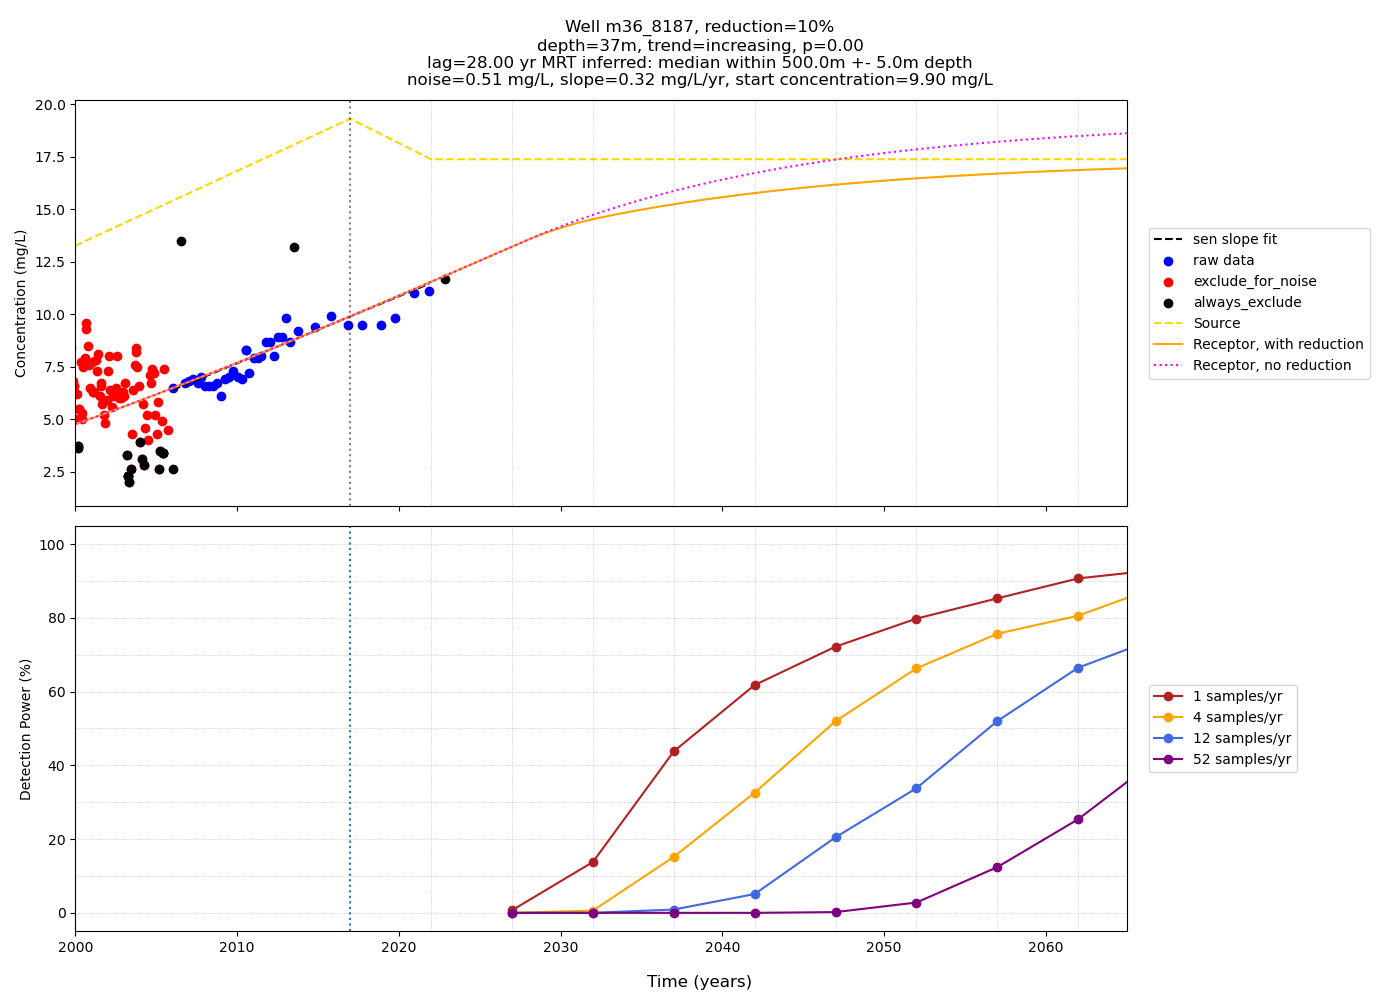 Well m36_8187, reduction=10%
depth=37m, trend=increasing, p=0.00
lag=28.00 yr MRT inferred: median within 500.0m +- 5.0m depth
noise=0.51 mg/L, slope=0.32 mg/L/yr, start concentration=9.90 mg/L
Concentration (mg/L)
20.0
17.5
15.0
12.5
10.0
7.5
5.0
2.5
sen slope fit
raw data
exclude_for_noise
always_exclude
Source
Receptor, with reduction
Receptor, no reduction
Detection Power (%)
100
80
60
40
20
0
1 samples/yr
4 samples/yr
12 samples/yr
52 samples/yr
2000 2010 2020 2030 2040 2050 2060
Time (years)